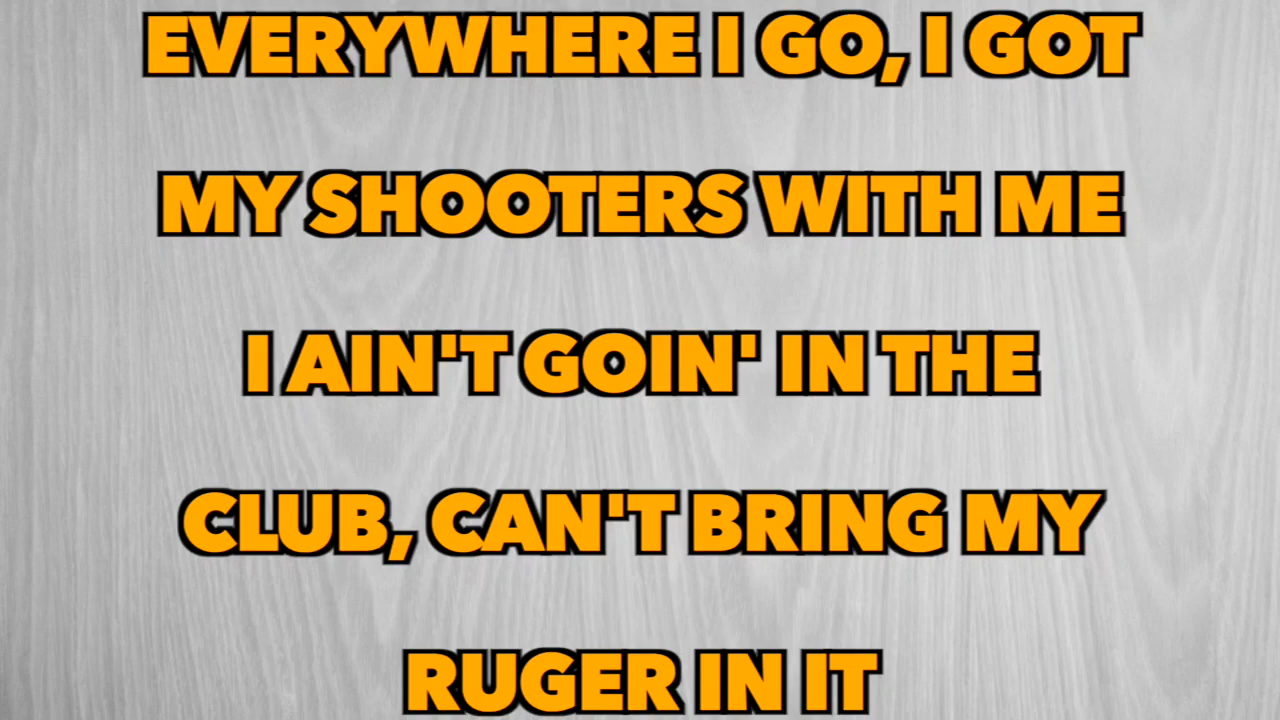 EVERYWHERE I GO, I GOT
MY SHOOTERS WITH ME
I AIN'T GOIN' IN THE
CLUB, CAN'T BRING MY
RUGER IN IT